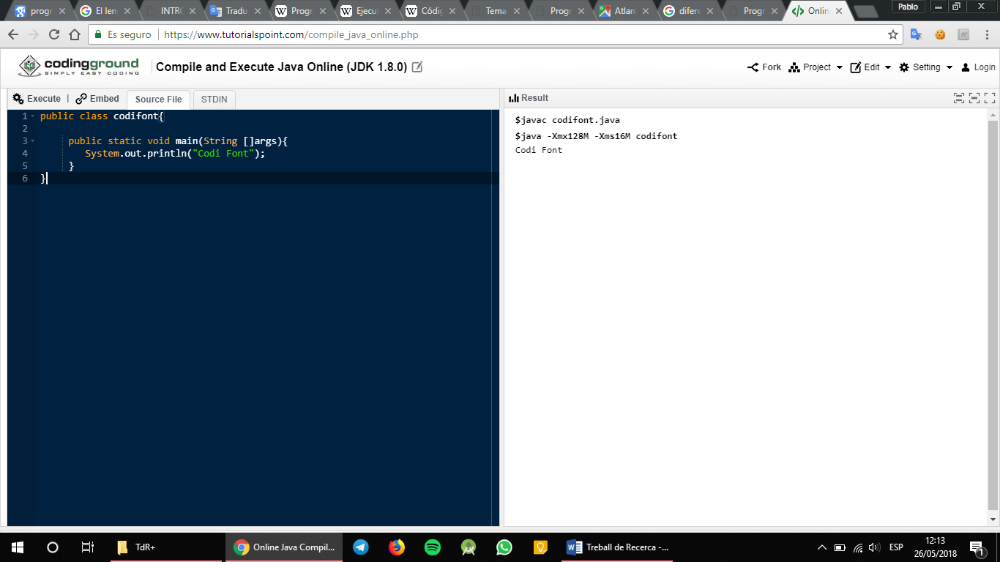 progr El len INTRO Tradu Progr Ejecut Códig Tema Progr Atlan difere Progr Onlin Pablo
Es seguro https://www.tutorialspoint.com/compile_java_online.php
codingground
SIMPLY EASY CODING
Compile and Execute Java Online (JDK 1.8.0)
Fork Project Edit Setting Login
Execute | Embed Source File STDIN
Result
1 public class codifont{
2
3 public static void main(String []args){
4 System.out.println("Codi Font");
5 }
6 }
$javac codifont.java
$java -Xmx128M -Xms16M codifont
Codi Font
TdR+ Online Java Compil... Treball de Recerca -... ESP
12:13
26/05/2018
1